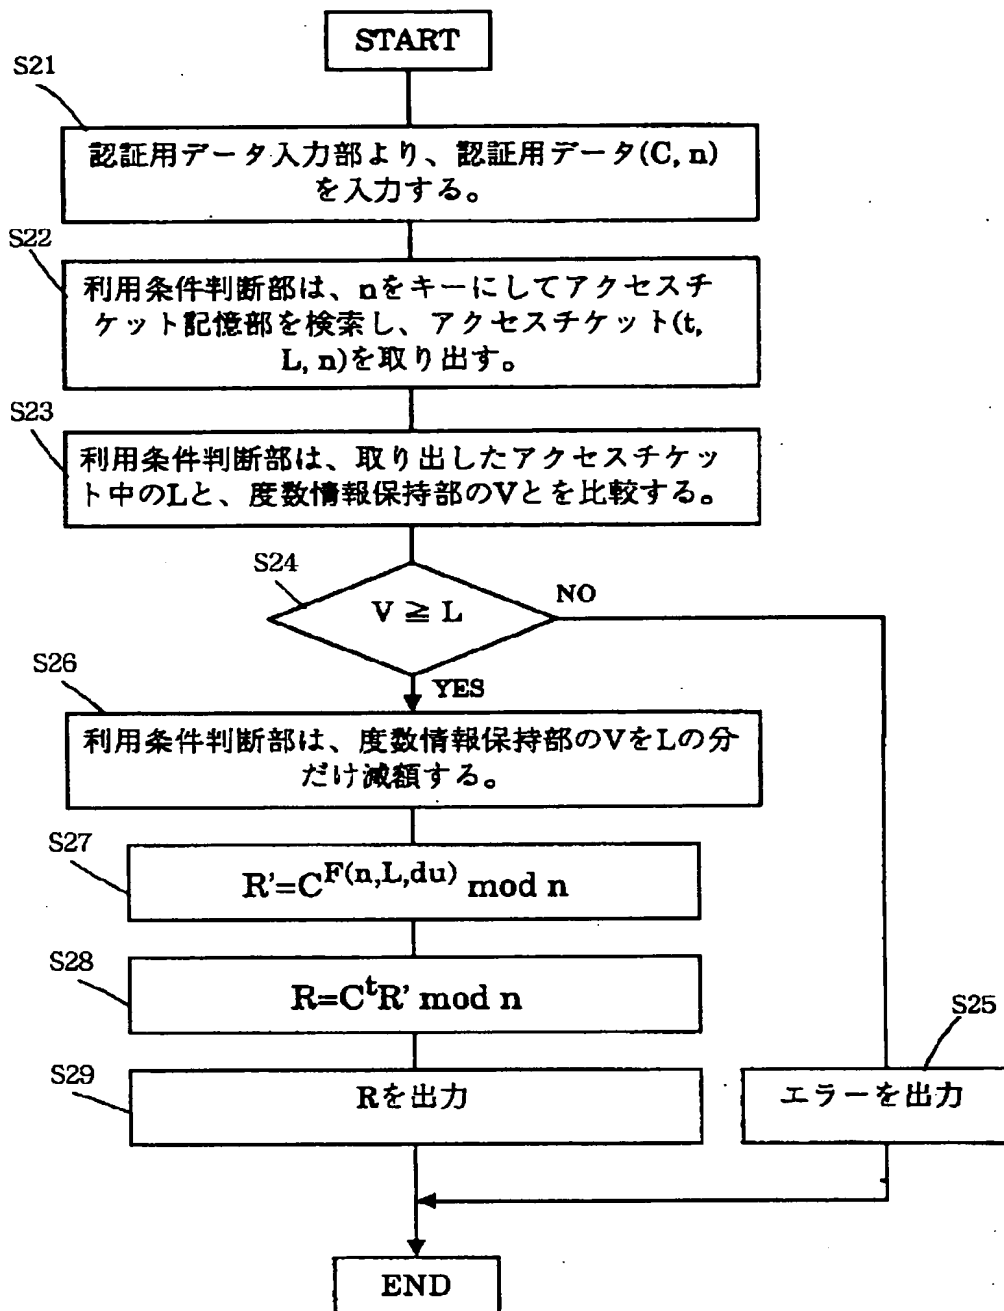 START
S21
認証用データ入力部より、認証用データ(C, n)
を入力する。
S22
利用条件判断部は、nをキーにしてアクセスチ
ケット記憶部を検索し、アクセスチケット(t,
L, n)を取り出す。
S23
利用条件判断部は、取り出したアクセスチケッ
ト中のLと、度数情報保持部のVとを比較する。
S24
V ≧ L
NO
YES
S26
利用条件判断部は、度数情報保持部のVをLの分
だけ減額する。
S27
R'=C^F(n,L,du) mod n
S28
R=C^tR' mod n
S25
S29
Rを出力
エラーを出力
END